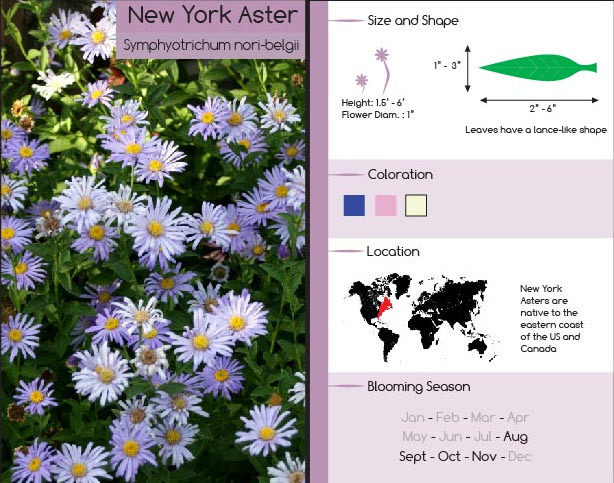 New York Aster
Symphyotrichum nori-belgii
Size and Shape
1" - 3"
Height: 1.5' - 6'
Flower Diam. : 1"
2" - 6"
Leaves have a lance-like shape
Coloration
Location
New York
Asters are
native to the
eastern coast
of the US and
Canada
Blooming Season
Jan - Feb - Mar - Apr
May - Jun - Jul - Aug
Sept - Oct - Nov - Dec